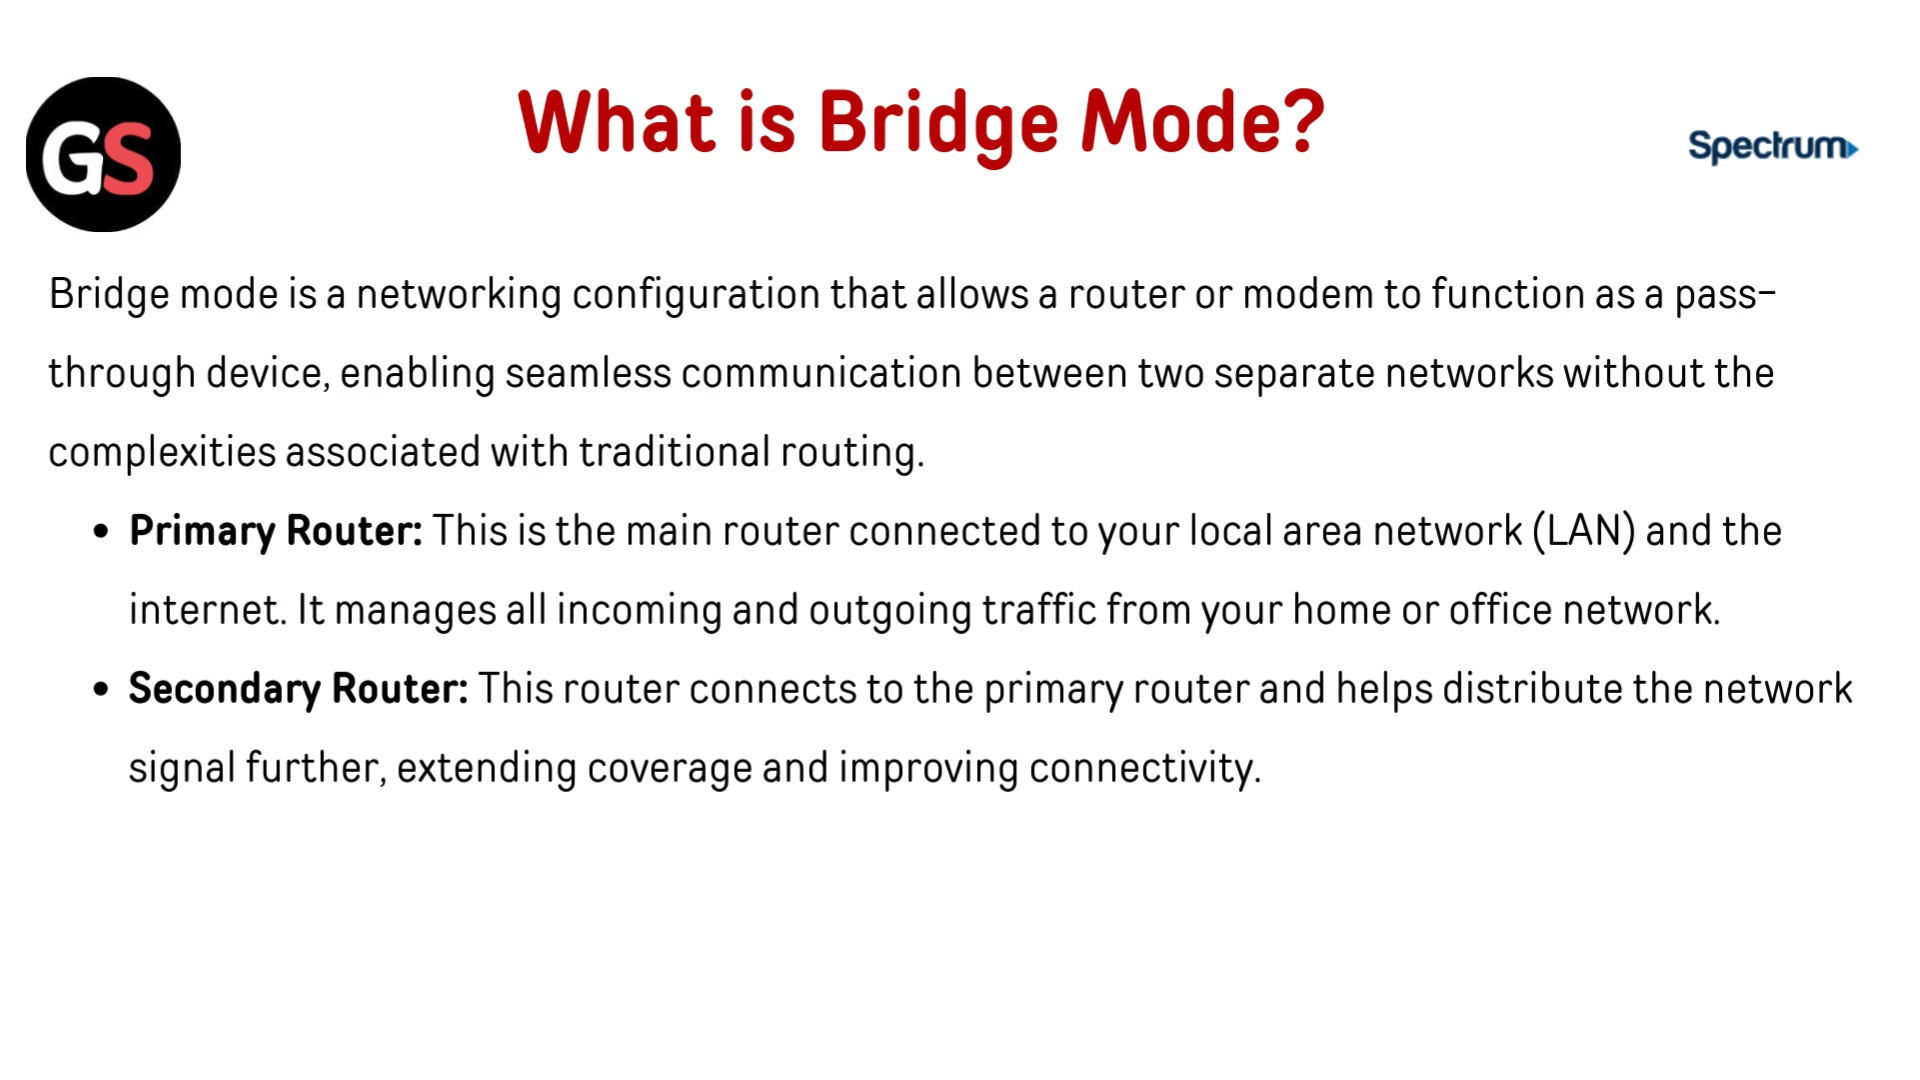 GS
What is Bridge Mode?
Spectrum
Bridge mode is a networking configuration that allows a router or modem to function as a pass-
through device, enabling seamless communication between two separate networks without the
complexities associated with traditional routing.
• Primary Router: This is the main router connected to your local area network (LAN) and the
internet. It manages all incoming and outgoing traffic from your home or office network.
• Secondary Router: This router connects to the primary router and helps distribute the network
signal further, extending coverage and improving connectivity.